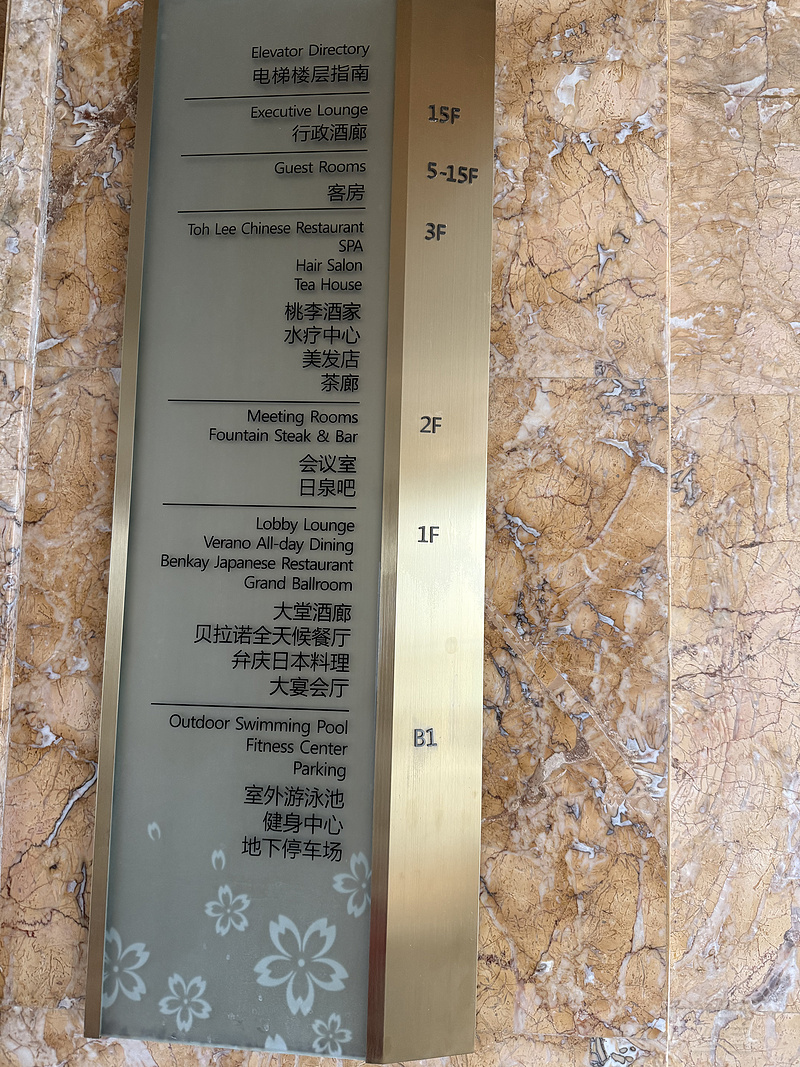 Elevator Directory
电梯楼层指南
Executive Lounge
行政酒廊
15F
Guest Rooms
客房
5-15F
Toh Lee Chinese Restaurant
SPA
Hair Salon
Tea House
桃李酒家
水疗中心
美发店
茶廊
3F
Meeting Rooms
Fountain Steak & Bar
会议室
日泉吧
2F
Lobby Lounge
Verano All-day Dining
Benkay Japanese Restaurant
Grand Ballroom
大堂酒廊
贝拉诺全天候餐厅
弁庆日本料理
大宴会厅
1F
Outdoor Swimming Pool
Fitness Center
Parking
室外游泳池
健身中心
地下停车场
B1